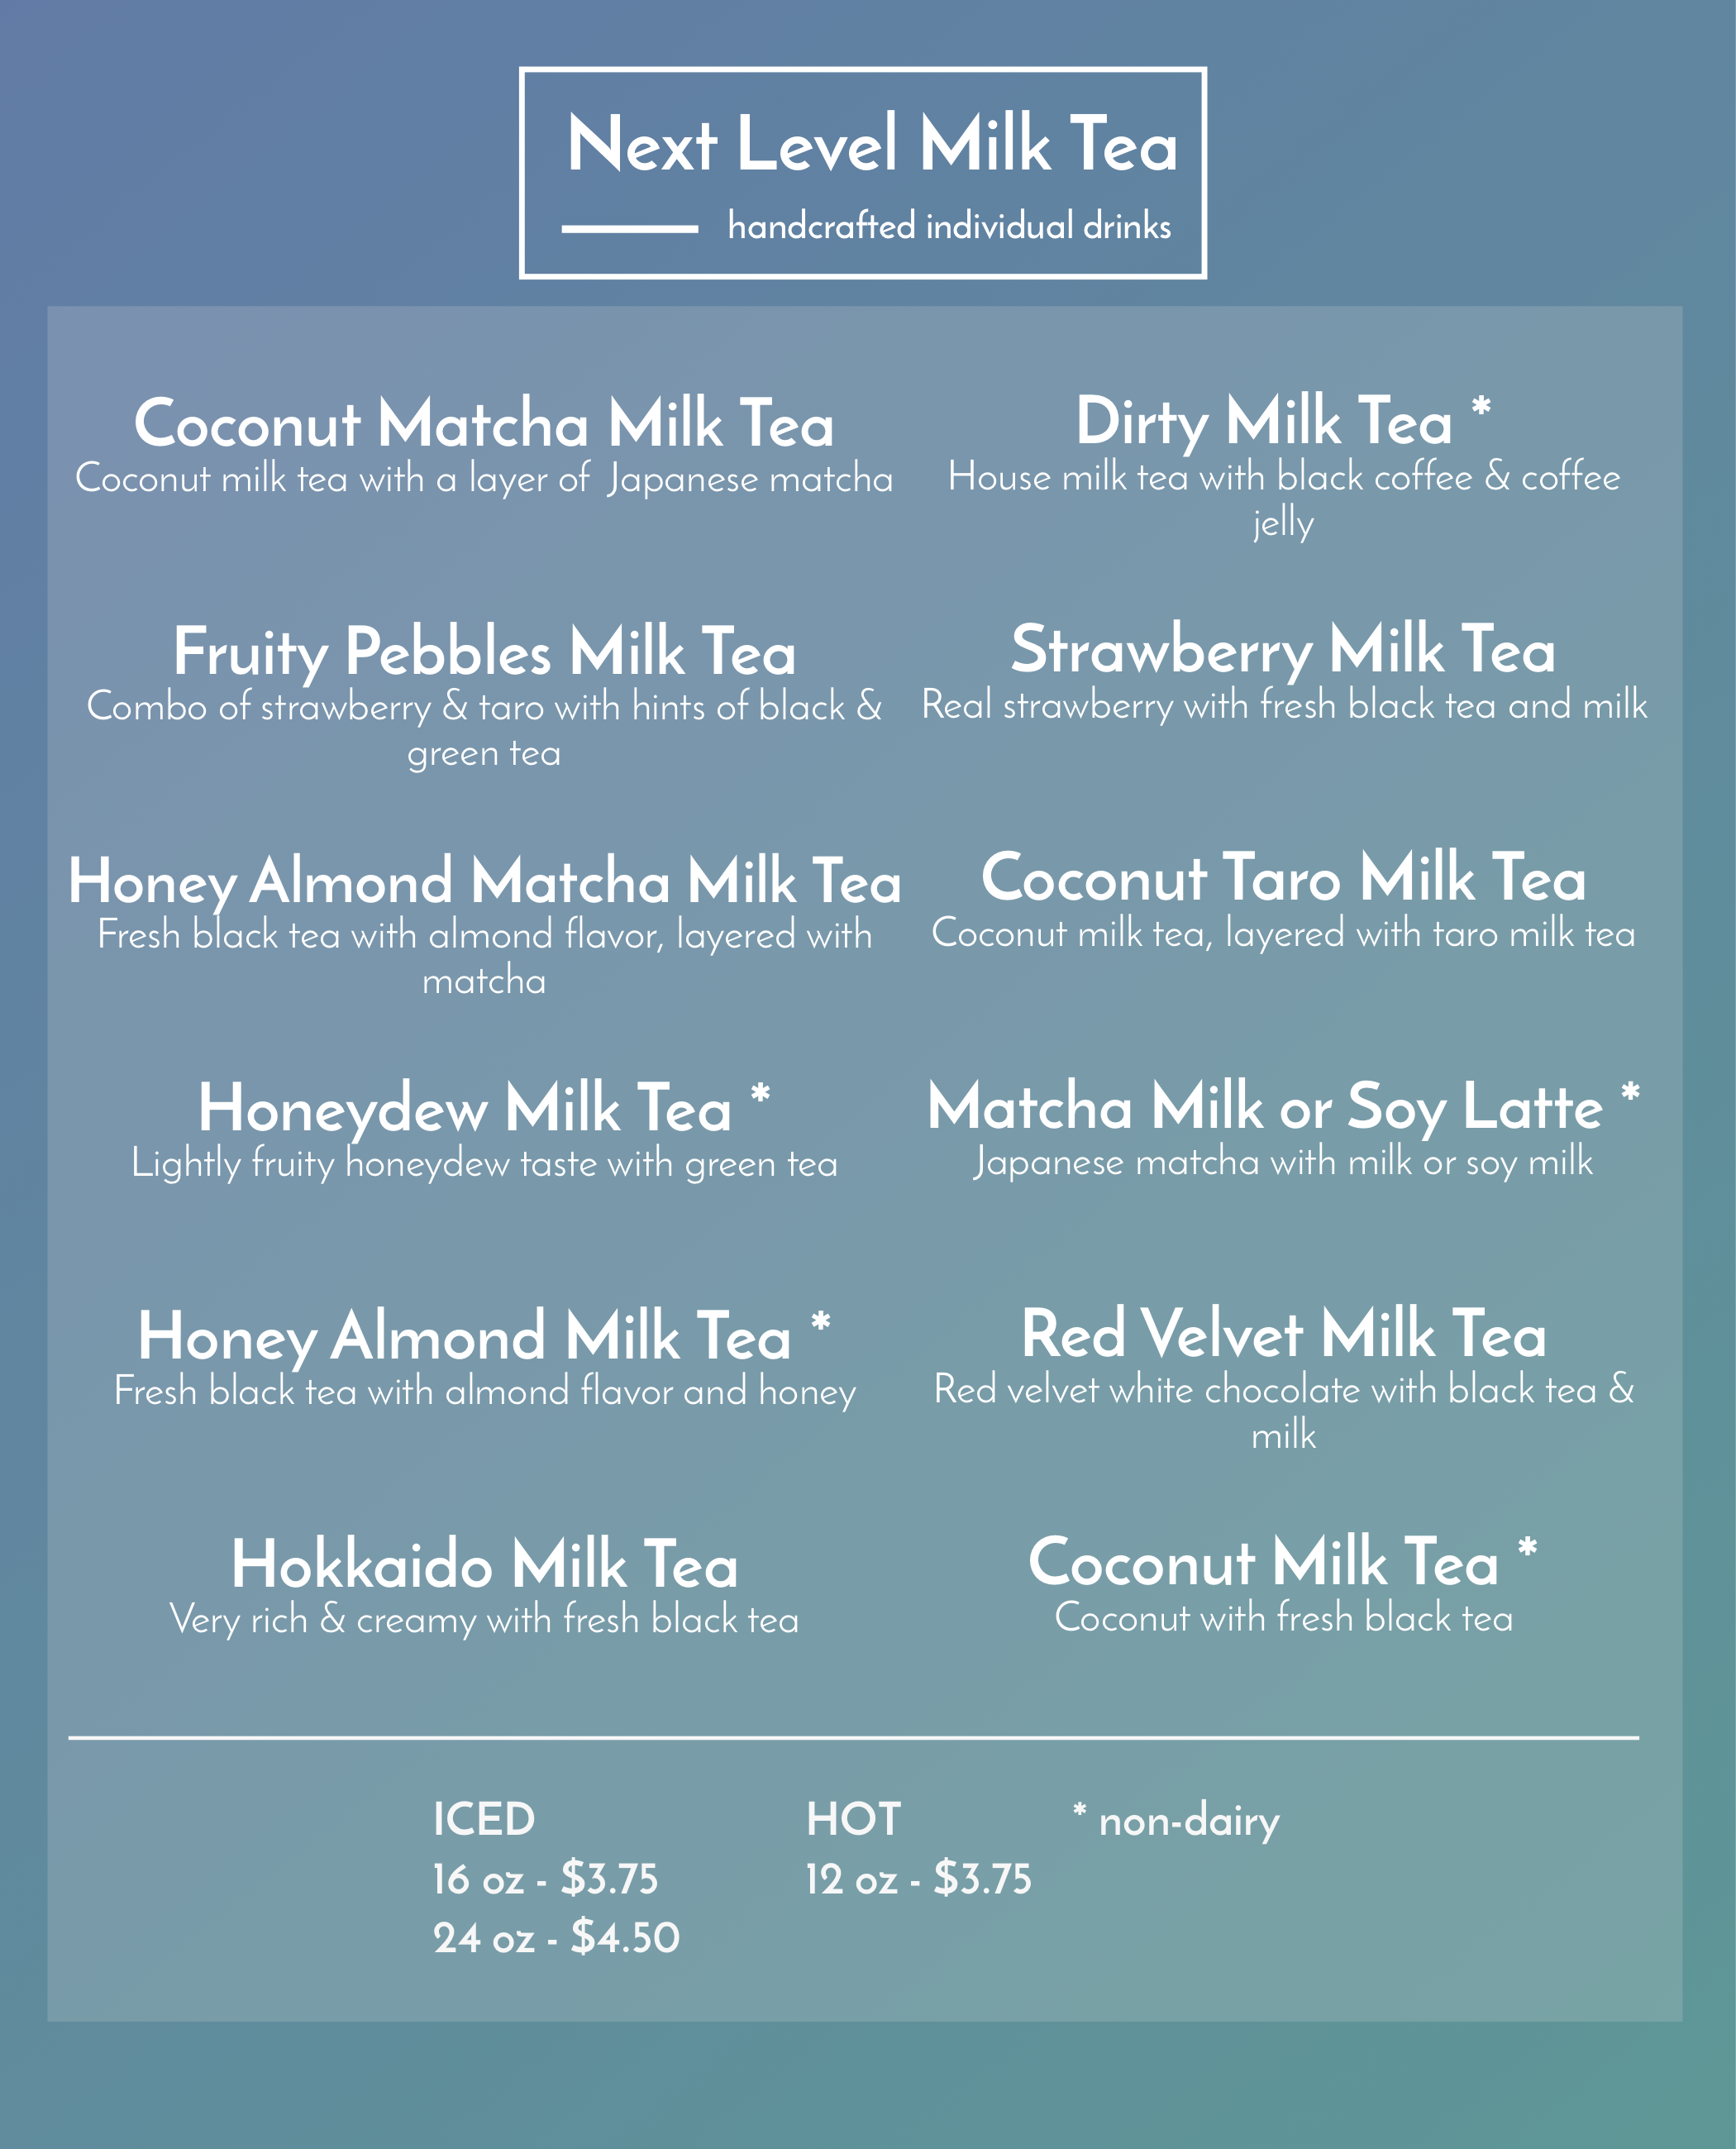 Next Level Milk Tea
handcrafted individual drinks
Coconut Matcha Milk Tea
Coconut milk tea with a layer of Japanese matcha
Dirty Milk Tea *
House milk tea with black coffee & coffee
jelly
Fruity Pebbles Milk Tea
Combo of strawberry & taro with hints of black &
green tea
Strawberry Milk Tea
Real strawberry with fresh black tea and milk
Honey Almond Matcha Milk Tea
Fresh black tea with almond flavor, layered with
matcha
Coconut Taro Milk Tea
Coconut milk tea, layered with taro milk tea
Honeydew Milk Tea *
Lightly fruity honeydew taste with green tea
Matcha Milk or Soy Latte *
Japanese matcha with milk or soy milk
Honey Almond Milk Tea *
Fresh black tea with almond flavor and honey
Red Velvet Milk Tea
Red velvet white chocolate with black tea &
milk
Hokkaido Milk Tea
Very rich & creamy with fresh black tea
Coconut Milk Tea *
Coconut with fresh black tea
ICED
16 oz - $3.75
24 oz - $4.50
HOT
12 oz - $3.75
* non-dairy